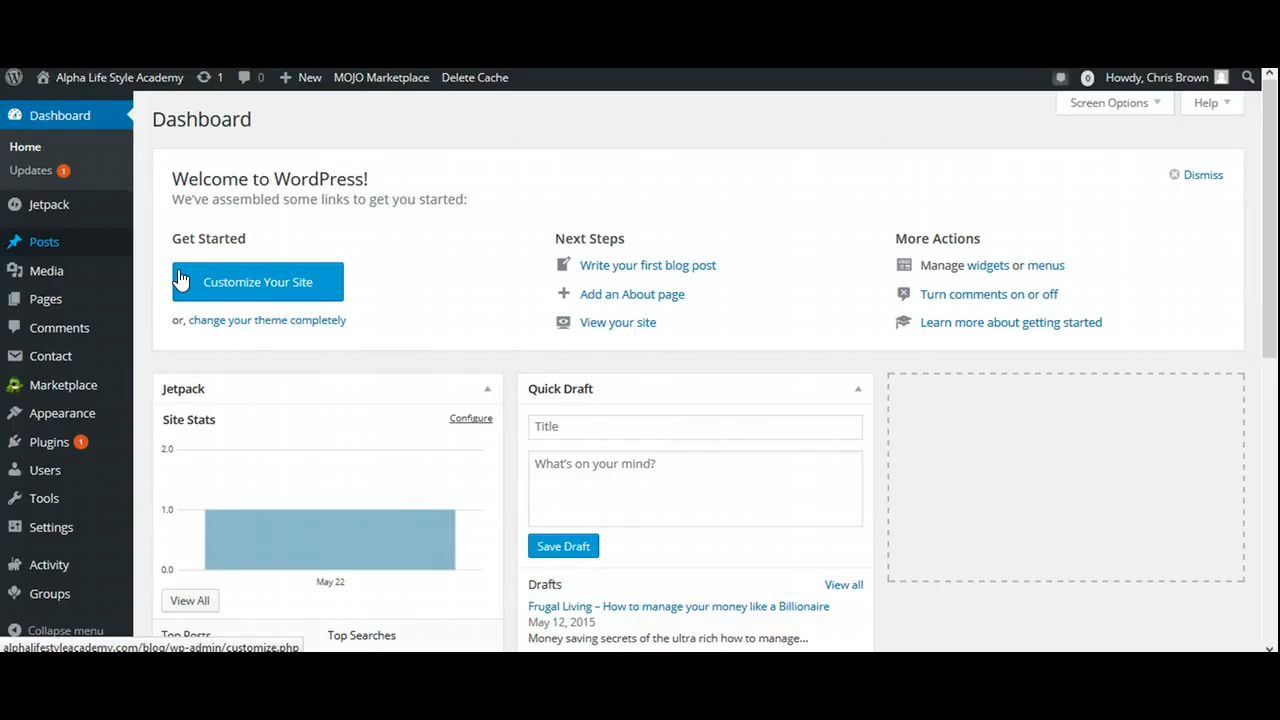 Alpha Life Style Academy 1 0 New MOJO Marketplace Delete Cache 0 Howdy, Chris Brown
Dashboard
Home
Updates 1
Jetpack
Posts
Media
Pages
Comments
Contact
Marketplace
Appearance
Plugins 1
Users
Tools
Settings
Activity
Groups
Collapse menu
Screen Options Help
Dashboard
Welcome to WordPress!
We've assembled some links to get you started:
Dismiss
Get Started
Customize Your Site
or, change your theme completely
Next Steps
Write your first blog post
Add an About page
View your site
More Actions
Manage widgets or menus
Turn comments on or off
Learn more about getting started
Jetpack
Site Stats Configure
2.0
1.0
0.0
May 22
View All
Top Posts Top Searches
Quick Draft
Title
What's on your mind?
Save Draft
Drafts View all
Frugal Living – How to manage your money like a Billionaire
May 12, 2015
Money saving secrets of the ultra rich how to manage...
alphalifestyleacademy.com/blog/wp-admin/customize.php